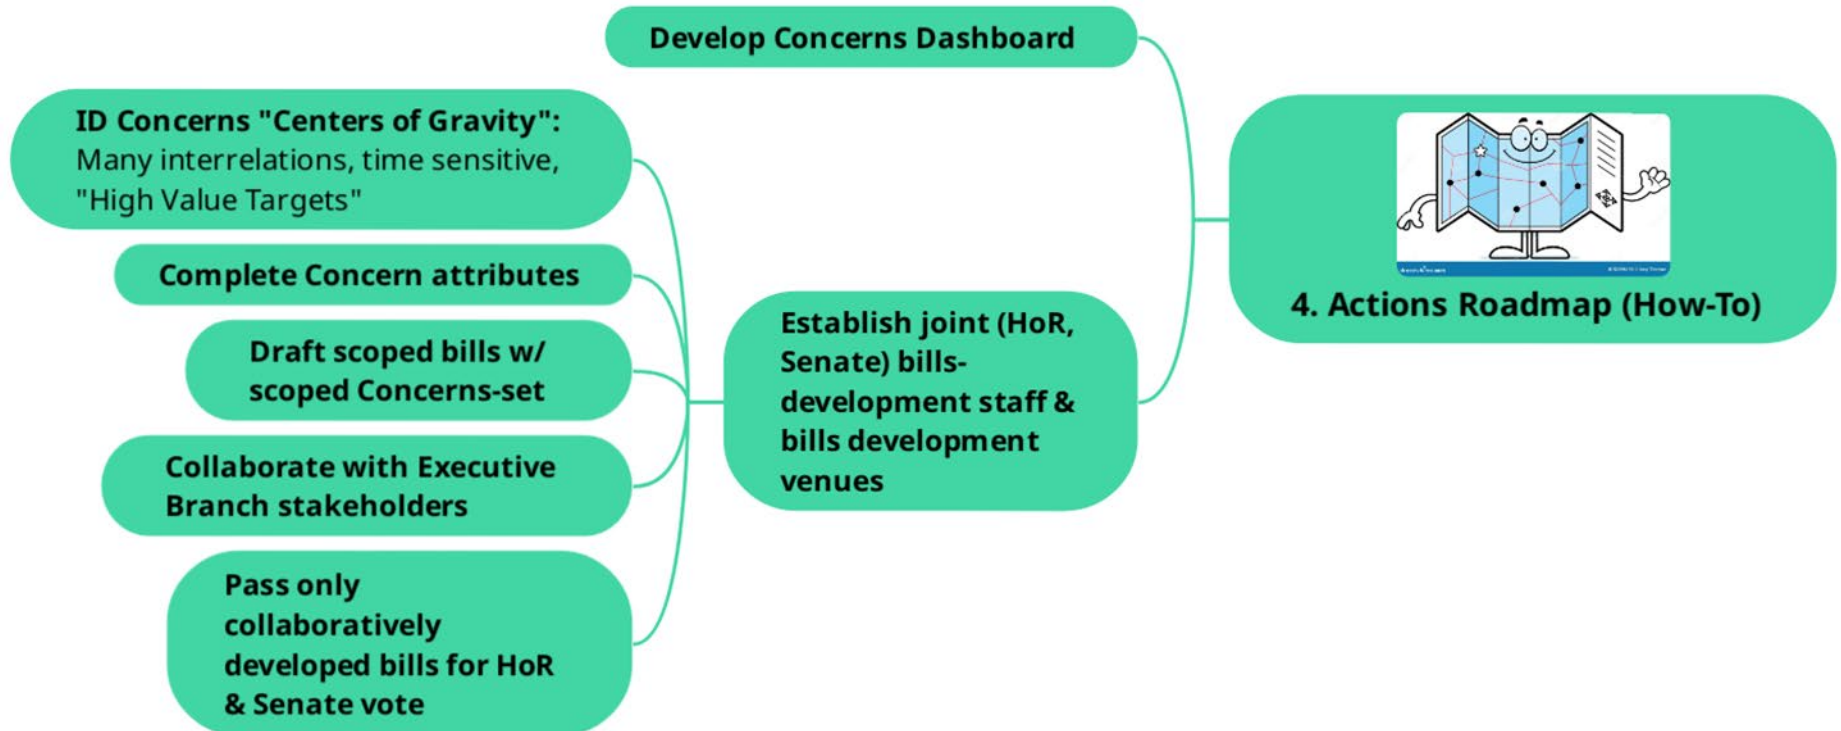 Develop Concerns Dashboard
ID Concerns "Centers of Gravity":
Many interrelations, time sensitive,
"High Value Targets"
Complete Concern attributes
Draft scoped bills w/
scoped Concerns-set
Collaborate with Executive
Branch stakeholders
Pass only
collaboratively
developed bills for HoR
& Senate vote
Establish joint (HoR,
Senate) bills-
development staff &
bills development
venues
4. Actions Roadmap (How-To)